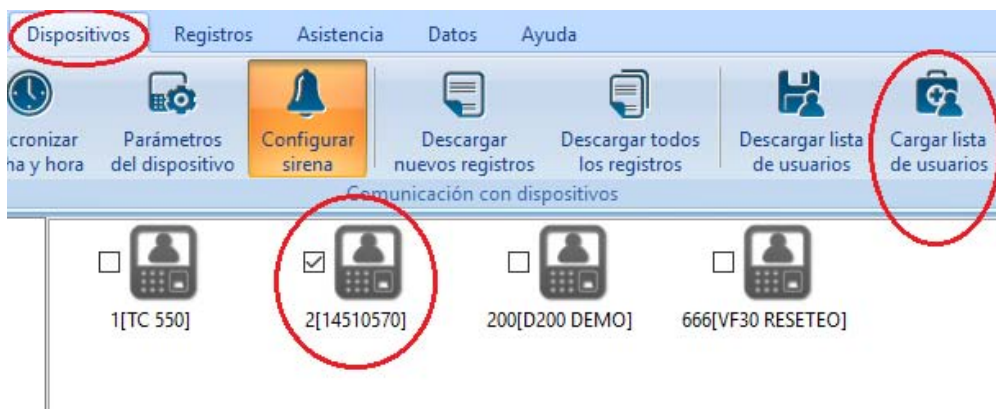 Dispositivos Registros Asistencia Datos Ayuda
cronizar Parámetros Configurar Descargar Descargar todos Descargar lista Cargar lista
ha y hora del dispositivo sirena nuevos registros los registros de usuarios de usuarios
Comunicación con dispositivos
1[TC 550] 2[14510570] 200[D200 DEMO] 666[VF30 RESETEO]